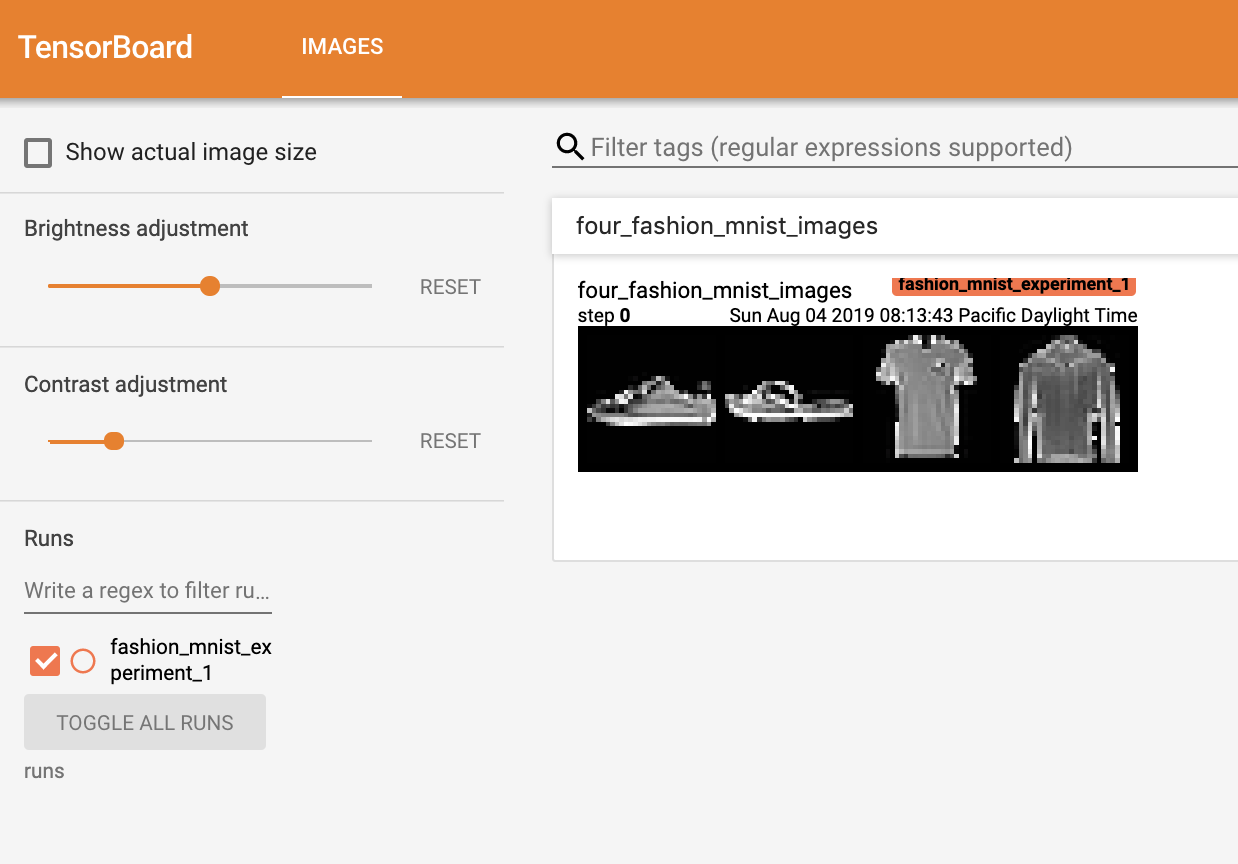 TensorBoard
IMAGES
Show actual image size
Brightness adjustment
RESET
Contrast adjustment
RESET
Runs
Write a regex to filter ru...
fashion_mnist_ex
periment_1
TOGGLE ALL RUNS
runs
Filter tags (regular expressions supported)
four_fashion_mnist_images
four_fashion_mnist_images
fashion_mnist_experiment_1
step 0
Sun Aug 04 2019 08:13:43 Pacific Daylight Time